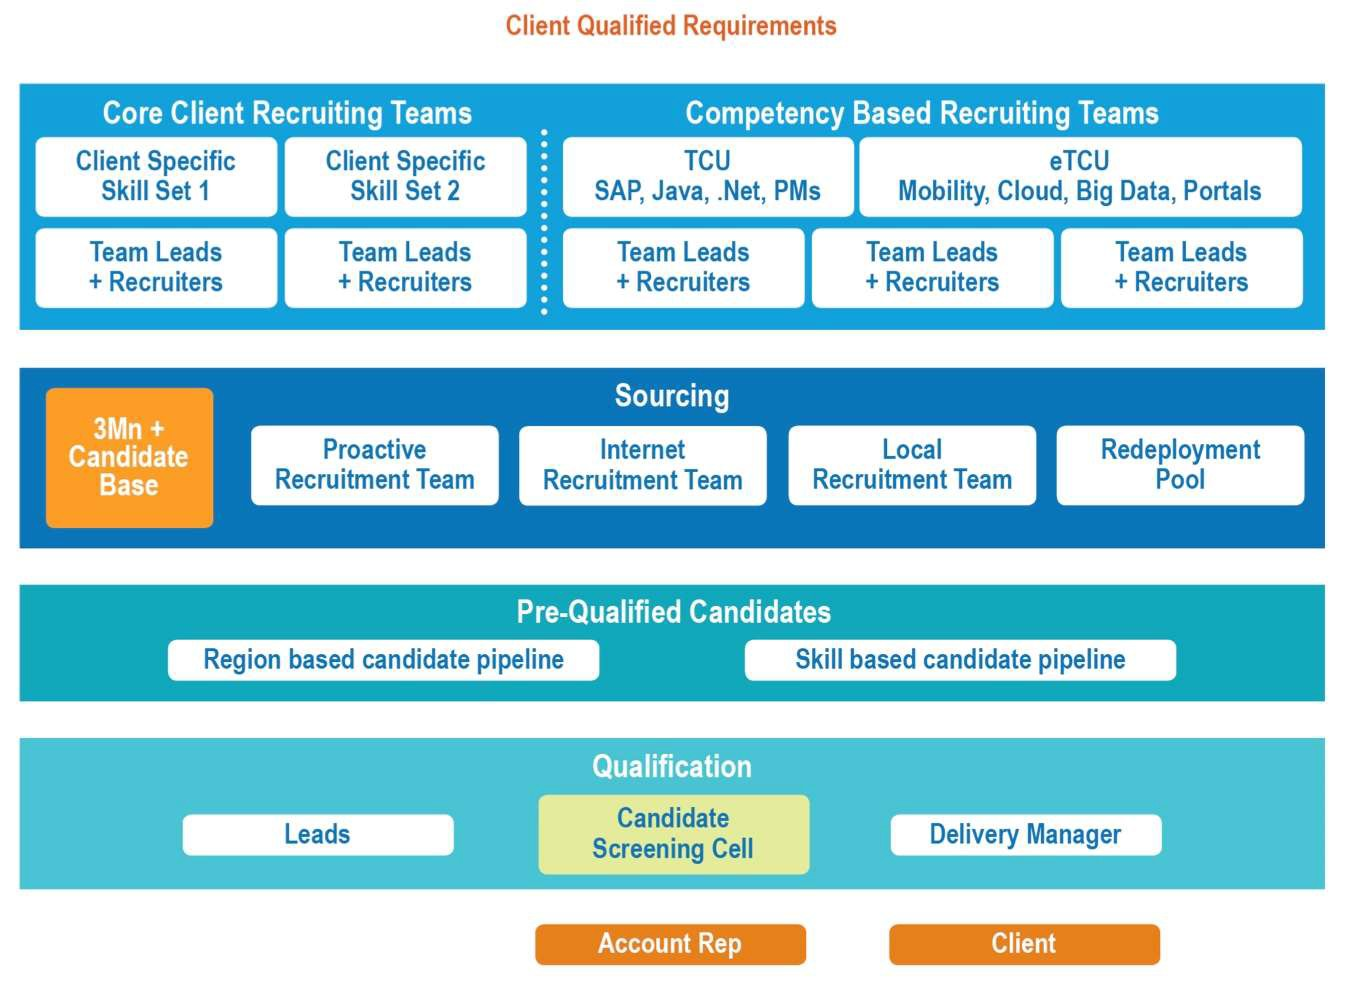 Client Qualified Requirements
Core Client Recruiting Teams
Client Specific
Skill Set 1
Client Specific
Skill Set 2
Team Leads
+ Recruiters
Team Leads
+ Recruiters
Competency Based Recruiting Teams
TCU
SAP, Java, .Net, PMs
eTCU
Mobility, Cloud, Big Data, Portals
Team Leads
+ Recruiters
Team Leads
+ Recruiters
Team Leads
+ Recruiters
Sourcing
3Mn +
Candidate
Base
Proactive
Recruitment Team
Internet
Recruitment Team
Local
Recruitment Team
Redeployment
Pool
Pre-Qualified Candidates
Region based candidate pipeline
Skill based candidate pipeline
Qualification
Leads
Candidate
Screening Cell
Delivery Manager
Account Rep
Client